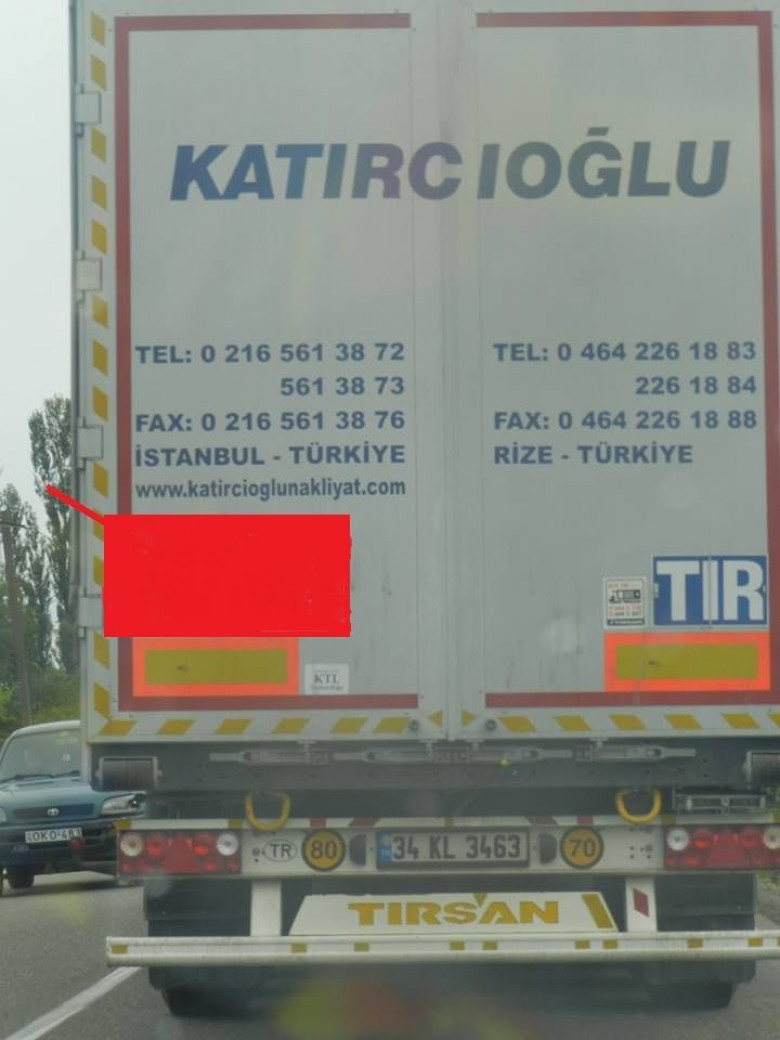 KATIRCIOĞLU
TEL: 0 216 561 38 72
561 38 73
FAX: 0 216 561 38 76
İSTANBUL - TÜRKİYE
www.katircioglunakliyat.com
TEL: 0 464 226 18 83
226 18 84
FAX: 0 464 226 18 88
RİZE - TÜRKİYE
TIR
KTL
TR
80
TR
34 KL 3463
70
TIRSAN